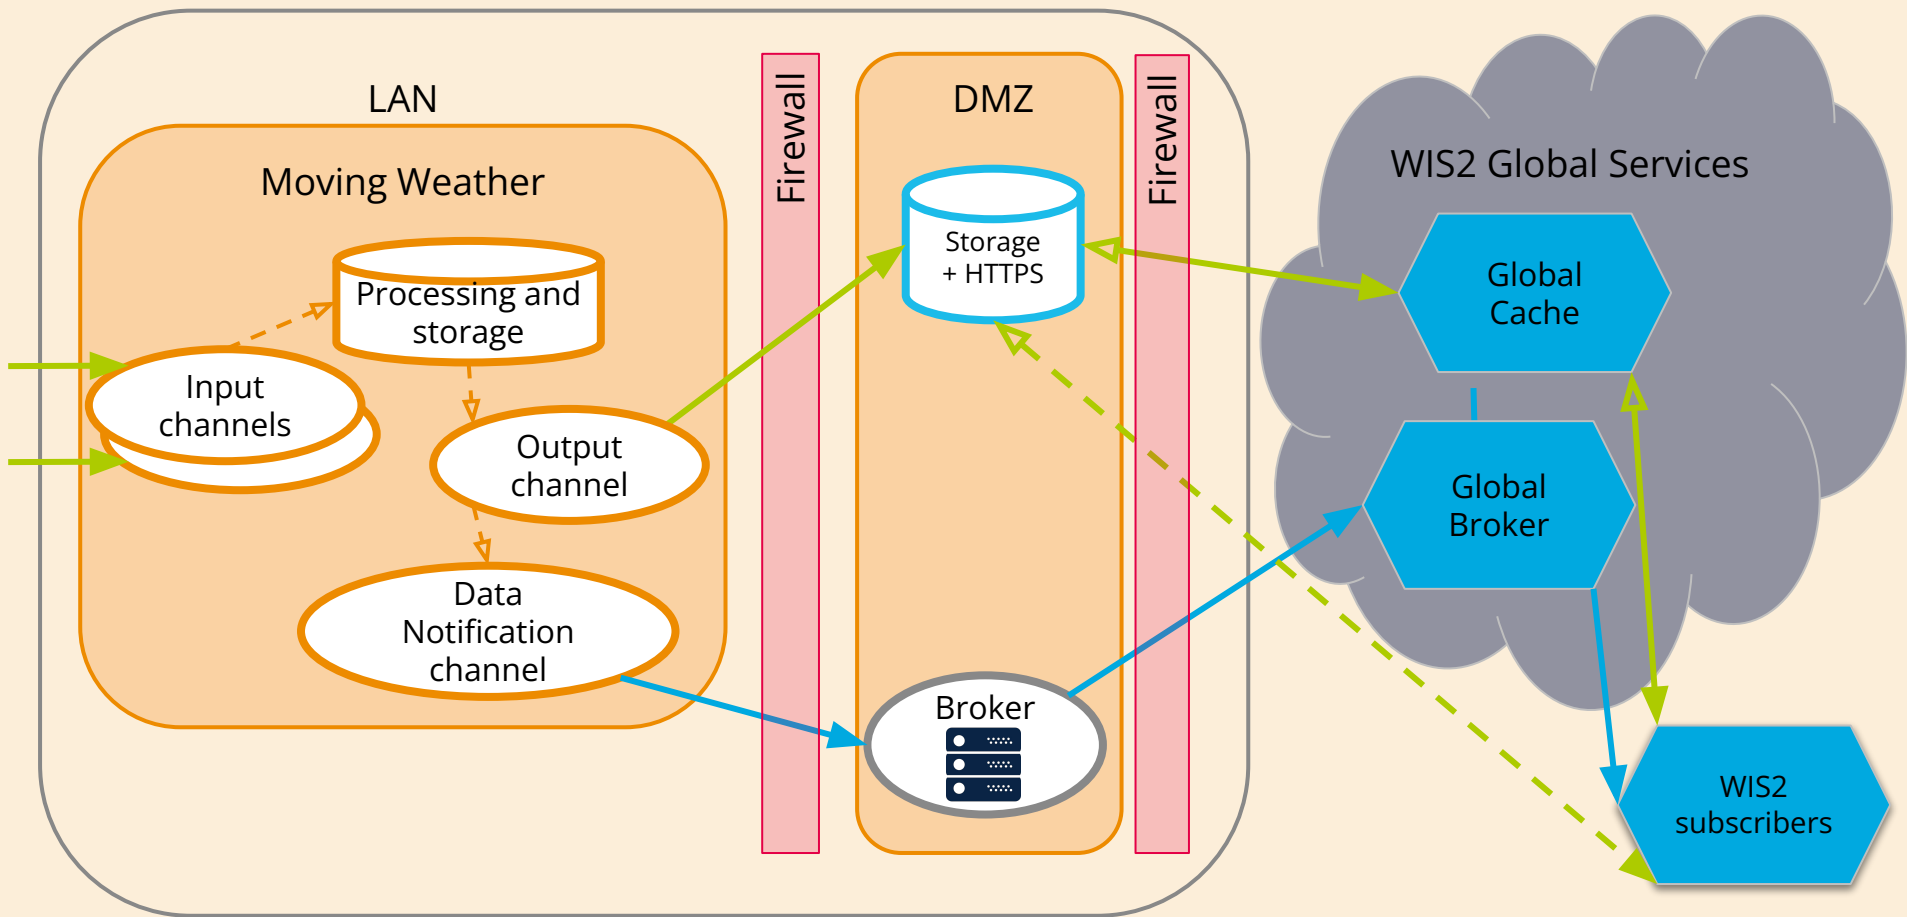 LAN
Moving Weather
Processing and
storage
Input
channels
Output
channel
Data
Notification
channel
Firewall
DMZ
Storage
+ HTTPS
Broker
Firewall
WIS2 Global Services
Global
Cache
Global
Broker
WIS2
subscribers